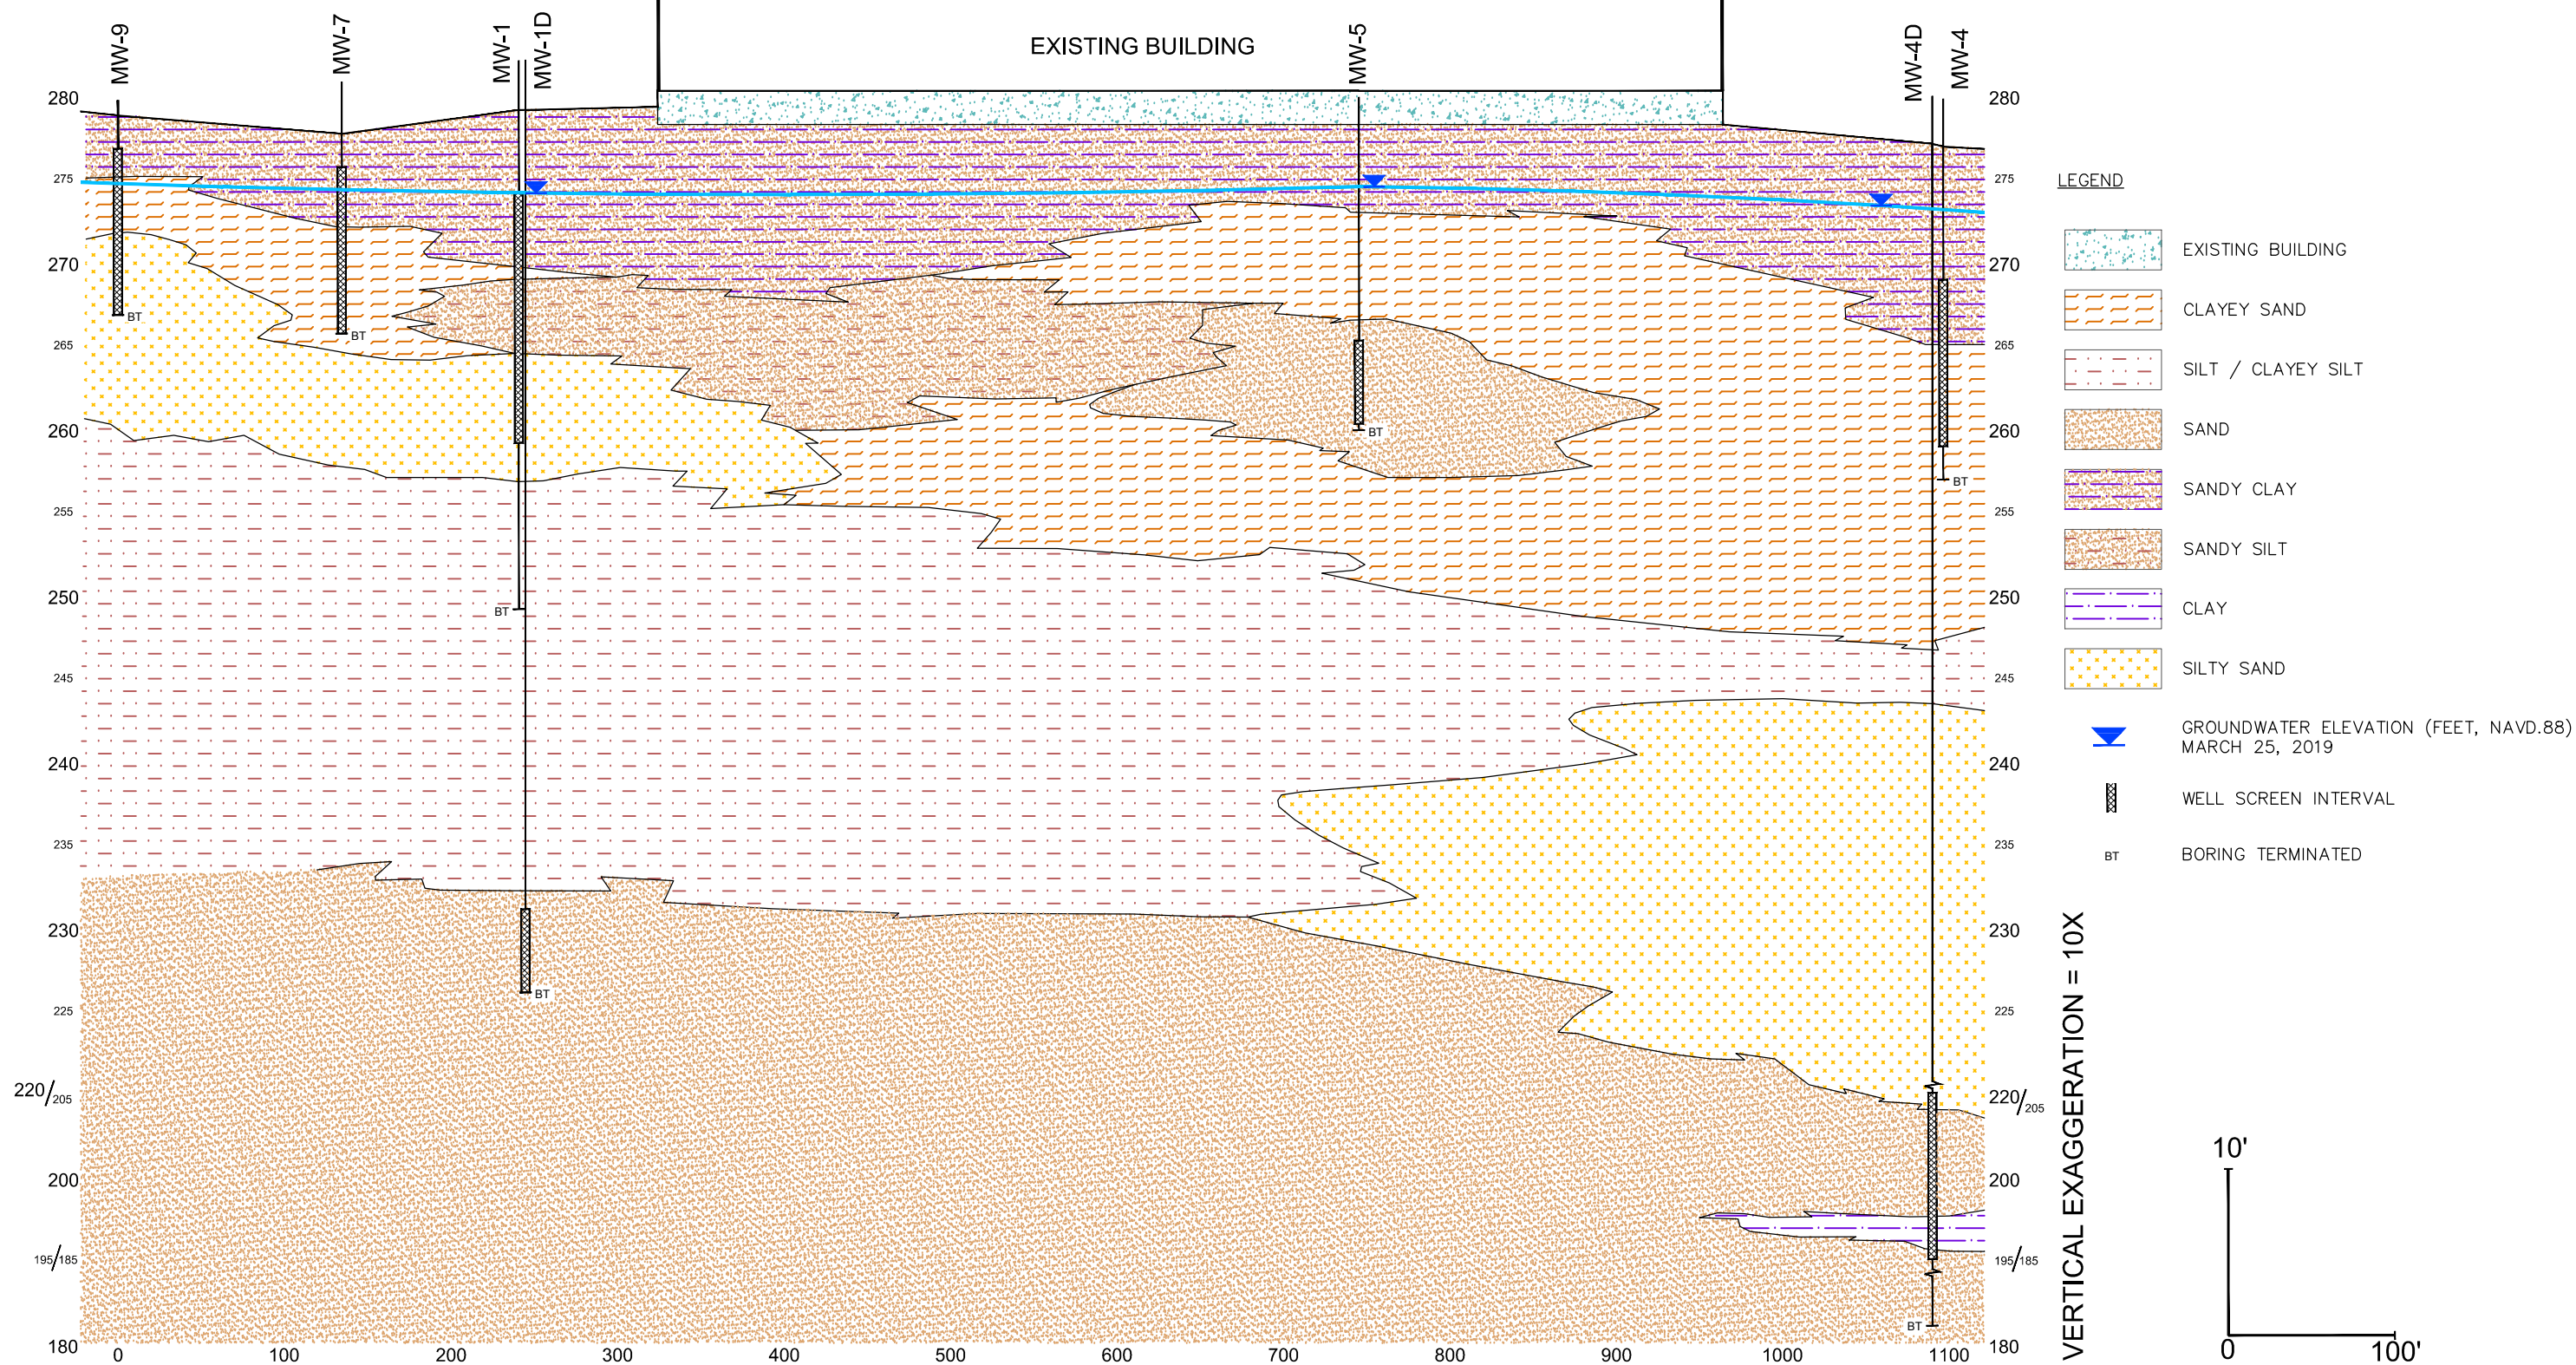 MW-9
MW-7
MW-1
MW-1D
EXISTING BUILDING
MW-5
MW-4D
MW-4
280
275
270
265
260
255
250
245
240
235
230
225
220/205
200
195/185
180
BT
BT
BT
BT
BT
BT
BT
280
275
270
265
260
255
250
245
240
235
230
225
220/205
200
195/185
180
0
100
200
300
400
500
600
700
800
900
1000
1100
LEGEND
EXISTING BUILDING
CLAYEY SAND
SILT / CLAYEY SILT
SAND
SANDY CLAY
SANDY SILT
CLAY
SILTY SAND
GROUNDWATER ELEVATION (FEET, NAVD.88)
MARCH 25, 2019
WELL SCREEN INTERVAL
BT
BORING TERMINATED
VERTICAL EXAGGERATION = 10X
10'
0
100'